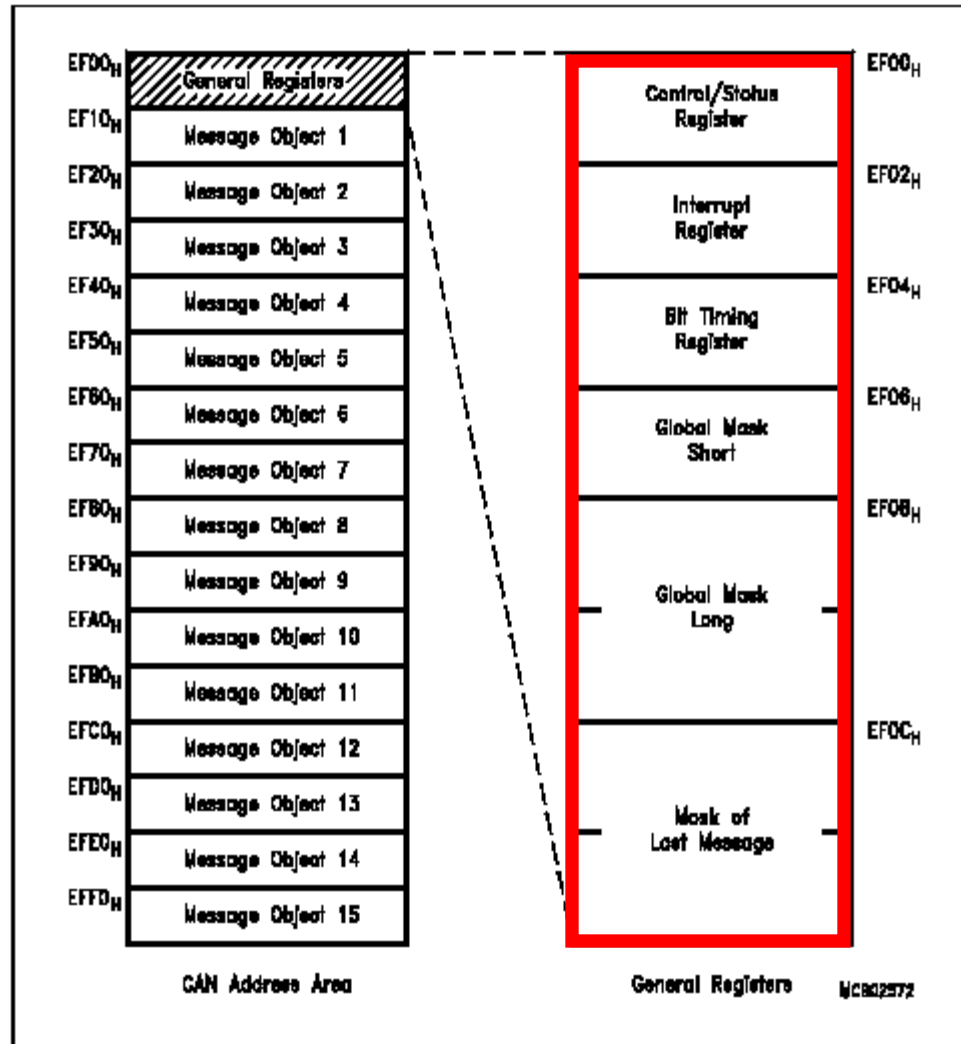 EF00H
General Registers
EF10H
Message Object 1
EF20H
Message Object 2
EF30H
Message Object 3
EF40H
Message Object 4
EF50H
Message Object 5
EF60H
Message Object 6
EF70H
Message Object 7
EF80H
Message Object 8
EF90H
Message Object 9
EFA0H
Message Object 10
EFB0H
Message Object 11
EFC0H
Message Object 12
EFD0H
Message Object 13
EFE0H
Message Object 14
EFF0H
Message Object 15
CAN Address Area
EF00H
Control/Status
Register
EF02H
Interrupt
Register
EF04H
Bit Timing
Register
EF06H
Global Mask
Short
EF08H
Global Mask
Long
EF0CH
Mask of
Last Message
General Registers
MCB02972